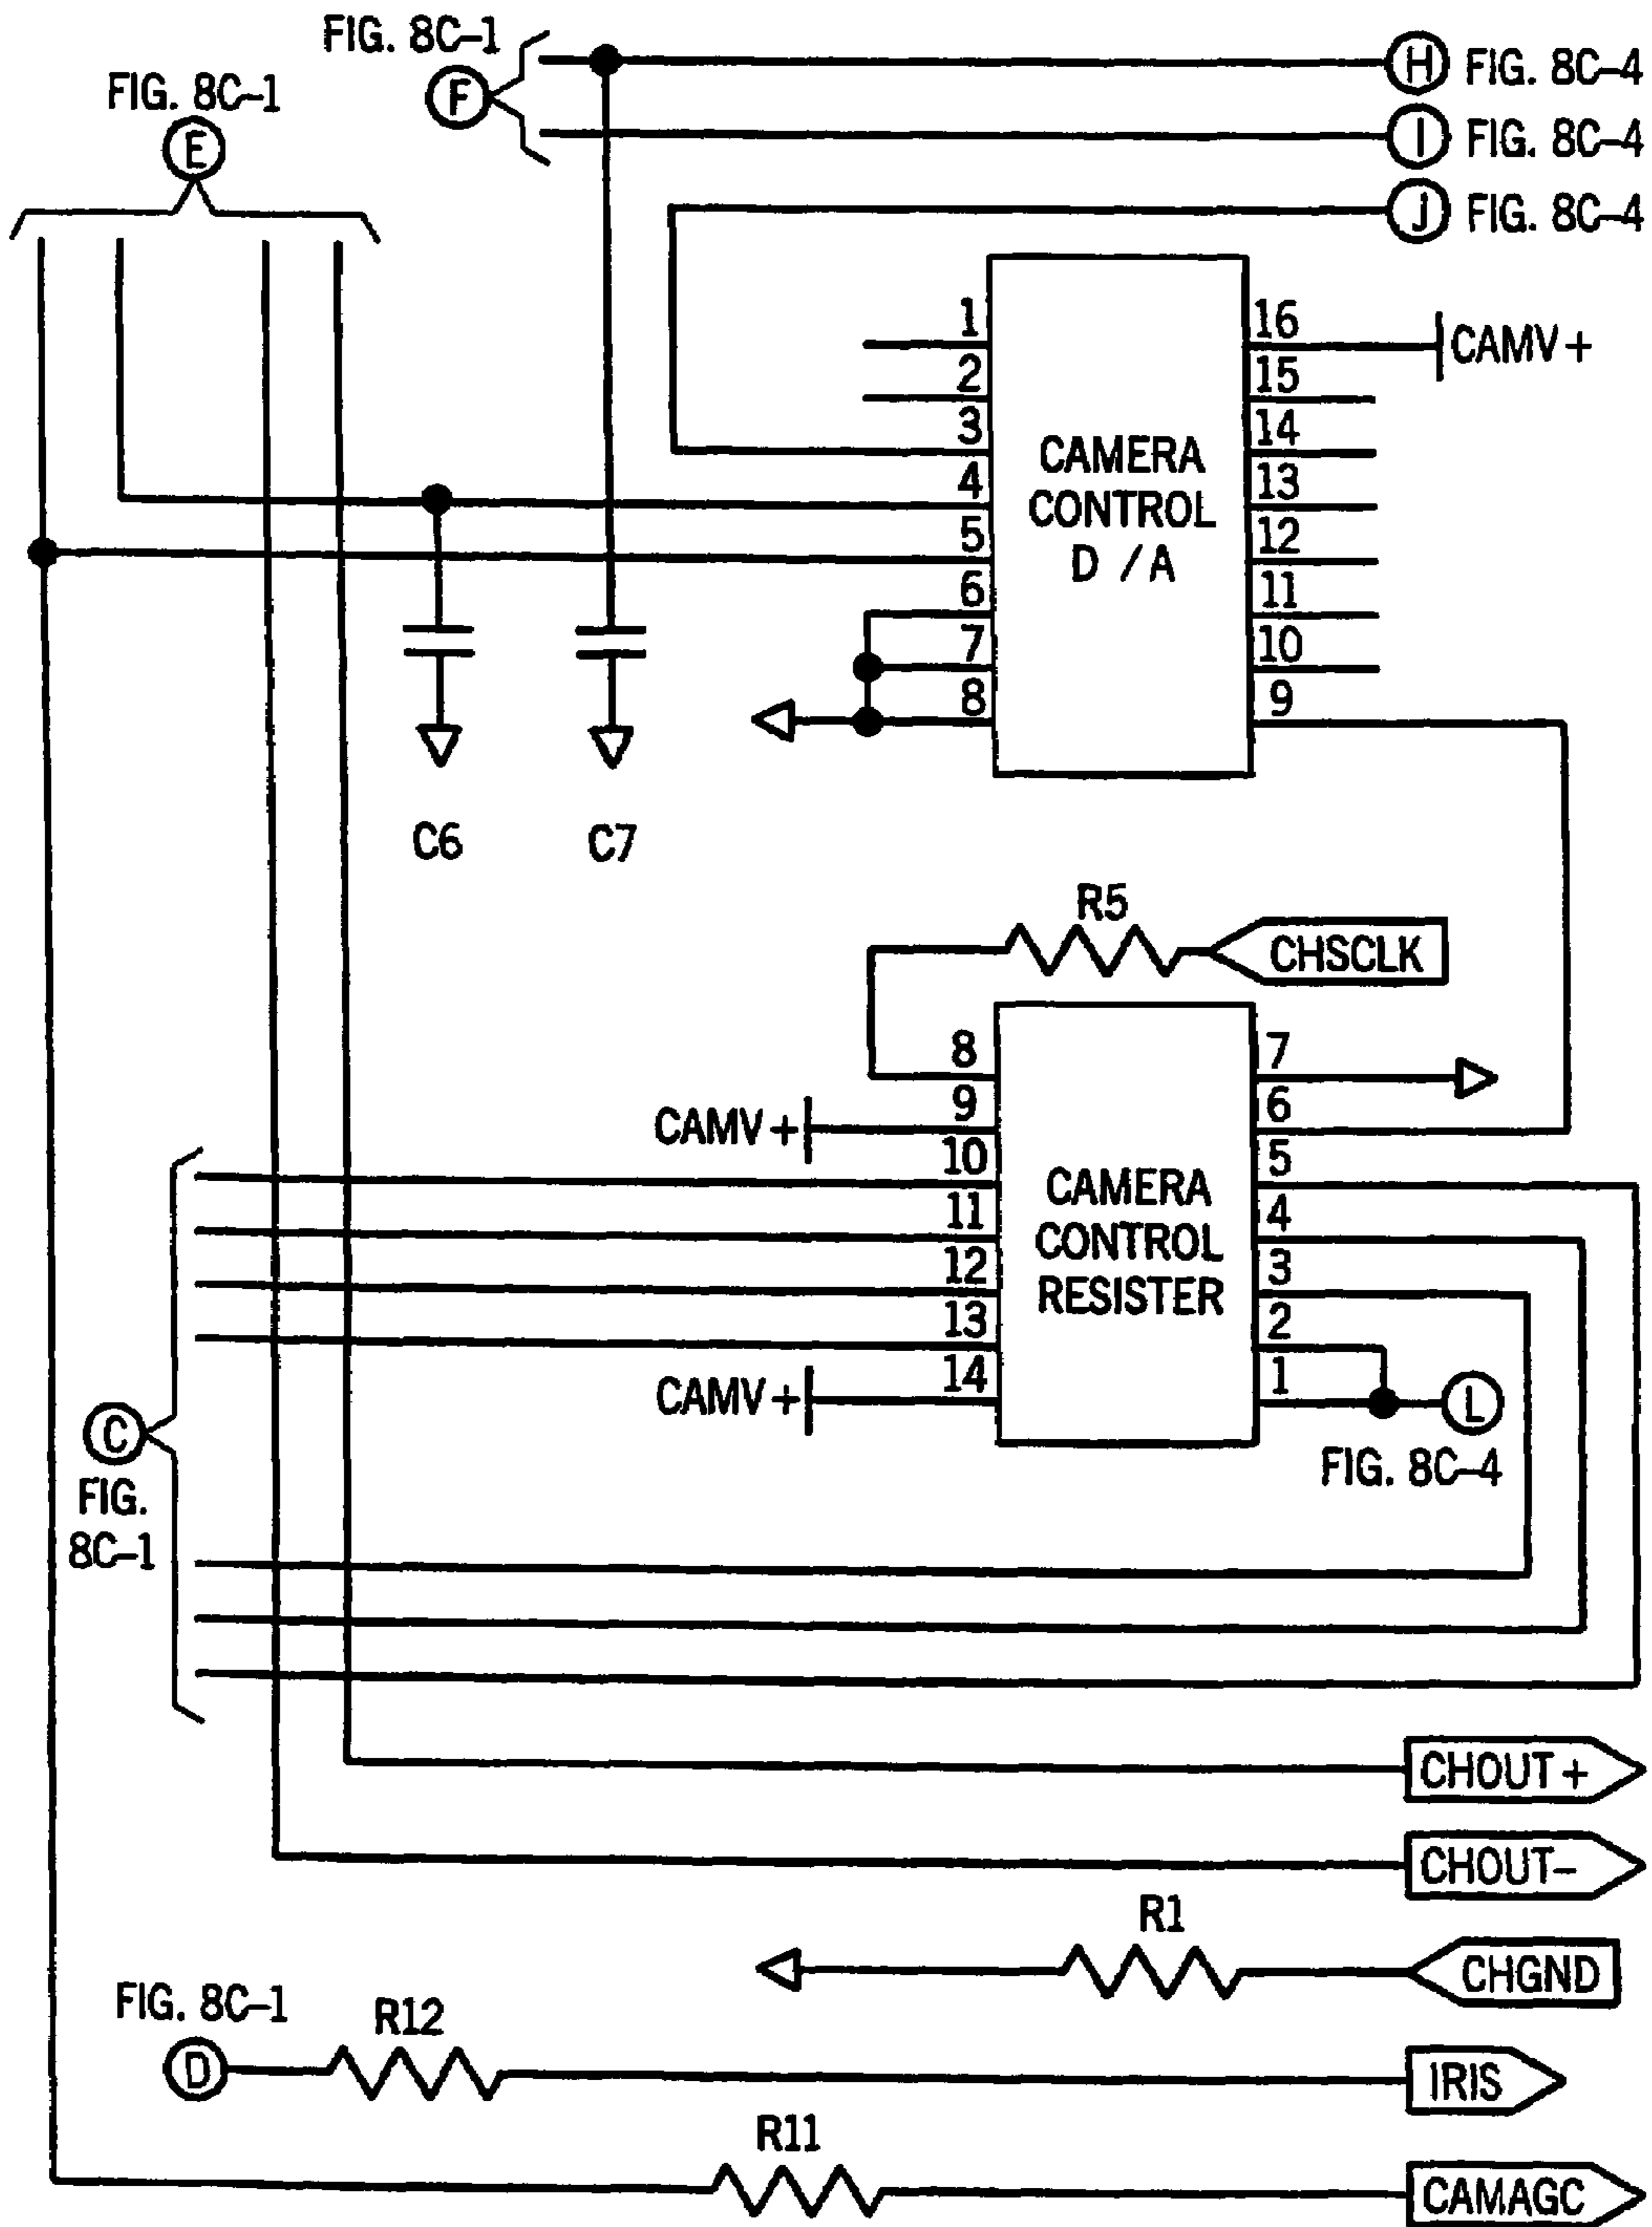 FIG. 8C-1
F
H FIG. 8C-4
FIG. 8C-1
E
I FIG. 8C-4
J FIG. 8C-4
1
2
3
4
5
6
7
8
CAMERA
CONTROL
D / A
16
15
14
13
12
11
10
9
CAMV+
C6
C7
R5
CHSCLK
8
9
10
11
12
13
14
CAMV+
CAMV+
CAMERA
CONTROL
RESISTER
7
6
5
4
3
2
1
L
FIG. 8C-4
C
FIG.
8C-1
CHOUT+
CHOUT-
R1
CHGND
FIG. 8C-1
D
R12
IRIS
R11
CAMAGC